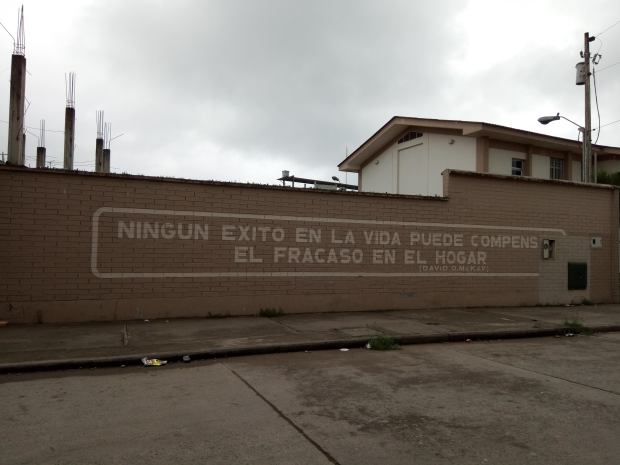 NINGUN EXITO EN LA VIDA PUEDE COMPENS
EL FRACASO EN EL HOGAR
(DAVID O. McKAY)